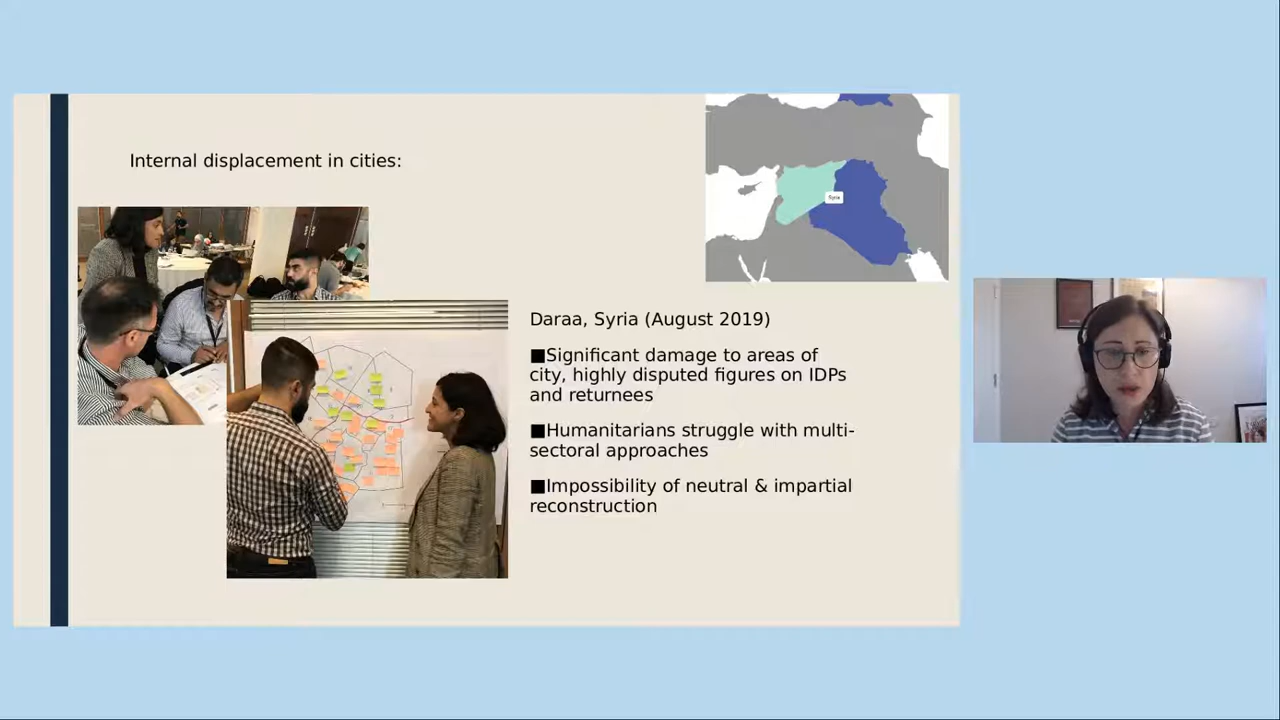 Internal displacement in cities:
Syria
Daraa, Syria (August 2019)
■Significant damage to areas of
city, highly disputed figures on IDPs
and returnees
■Humanitarians struggle with multi-
sectoral approaches
■Impossibility of neutral & impartial
reconstruction